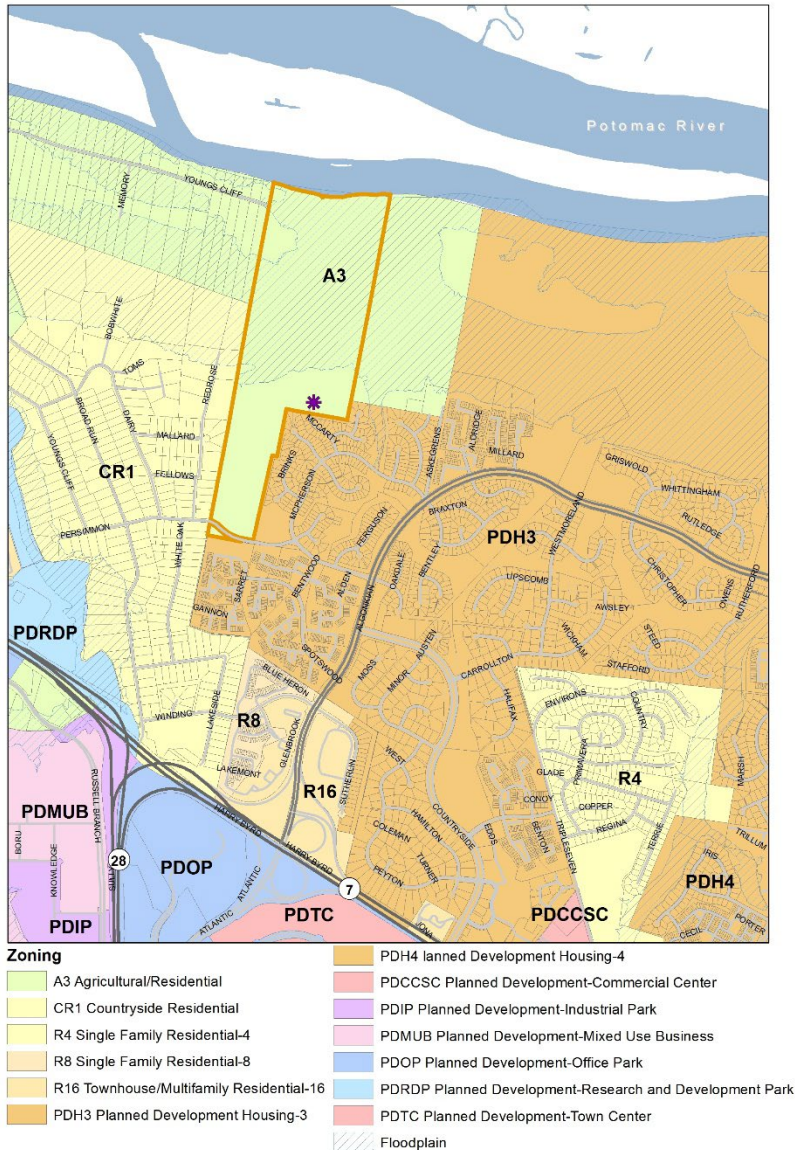 Potomac River
YOUNGS CLIFF
MEMORY
A3
BOBWHITE
TOMS
REDROSE
BROAD RUN
DAIRY
MALLARD
YOUNGS CLIFF
FELLOWS
CR1
PERSIMMON
WHITE OAK
MCCARTY
BRINKS
MCPHERSON
ASKEGRENS
ALDRIDGE
MILLARD
GRISWOLD
WHITTINGHAM
RUTLEDGE
FERGUSON
BRAXTON
WESTMORELAND
PDH3
BARRET
BENTWOOD
ALDEN
OAKDALE
BENTLEY
ALGONKIAN
UPSCOMB
CHRISTOPHER
OWENS
RUTHERFORD
GANNON
AWSLEY
STEED
WICKHAM
STAFFORD
SPOTSWOOD
AUSTEN
MINOR
MOSS
CARROLLTON
PDRDP
BLUE HERON
HALIFAX
ENVIRONS
COUNTRY
WINDING
LAKESIDE
R8
GLENBROOK
LAKEMONT
R16
SUTHERLIN
WEST
GLADE
PRIMAVERA
R4
MARSH
COPPER
CONOY
REGINA
TERRIE
TRILLUM
PDMUB
RUSSELL BRANCH
BORU
KNOWLEDGE
28
PDOP
HARRY BYRD
HARRY BYRD
ATLANTIC
ATLANTIC
7
COLEMAN
HAMILTON
COUNTRYSIDE
TURNER
PEYTON
EDDS
BENTON
TRIPLESEVEN
IRIS
PDH4
PORTER
CECIL
PDIP
PDTC
PDCCSC
Zoning
A3 Agricultural/Residential
CR1 Countryside Residential
R4 Single Family Residential-4
R8 Single Family Residential-8
R16 Townhouse/Multifamily Residential-16
PDH3 Planned Development Housing-3
PDH4 lanned Development Housing-4
PDCCSC Planned Development-Commercial Center
PDIP Planned Development-Industrial Park
PDMUB Planned Development-Mixed Use Business
PDOP Planned Development-Office Park
PDRDP Planned Development-Research and Development Park
PDTC Planned Development-Town Center
Floodplain